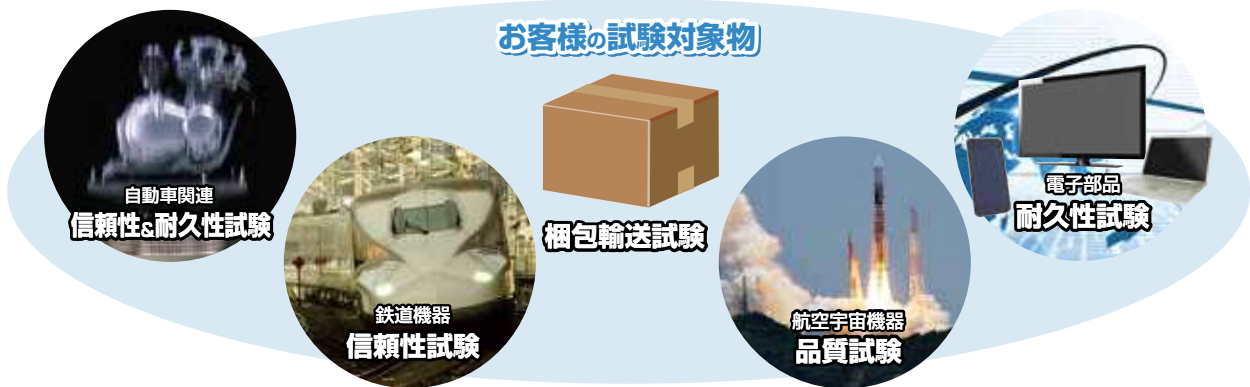 お客様の試験対象物
自動車関連
信頼性&耐久性試験
鉄道機器
信頼性試験
梱包輸送試験
航空宇宙機器
品質試験
電子部品
耐久性試験